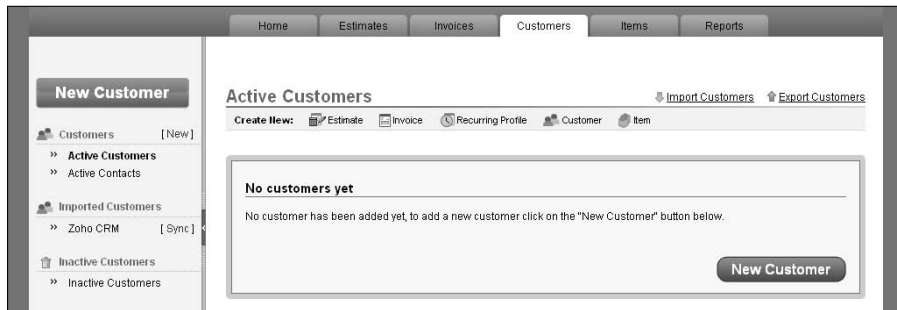 Home Estimates Invoices Customers Items Reports
New Customer
Customers [ New ]
» Active Customers
» Active Contacts
Imported Customers
» Zoho CRM [ Sync ]
Inactive Customers
» Inactive Customers
Active Customers
Import Customers Export Customers
Create New: Estimate Invoice Recurring Profile Customer Item
No customers yet
No customer has been added yet, to add a new customer click on the "New Customer" button below.
New Customer